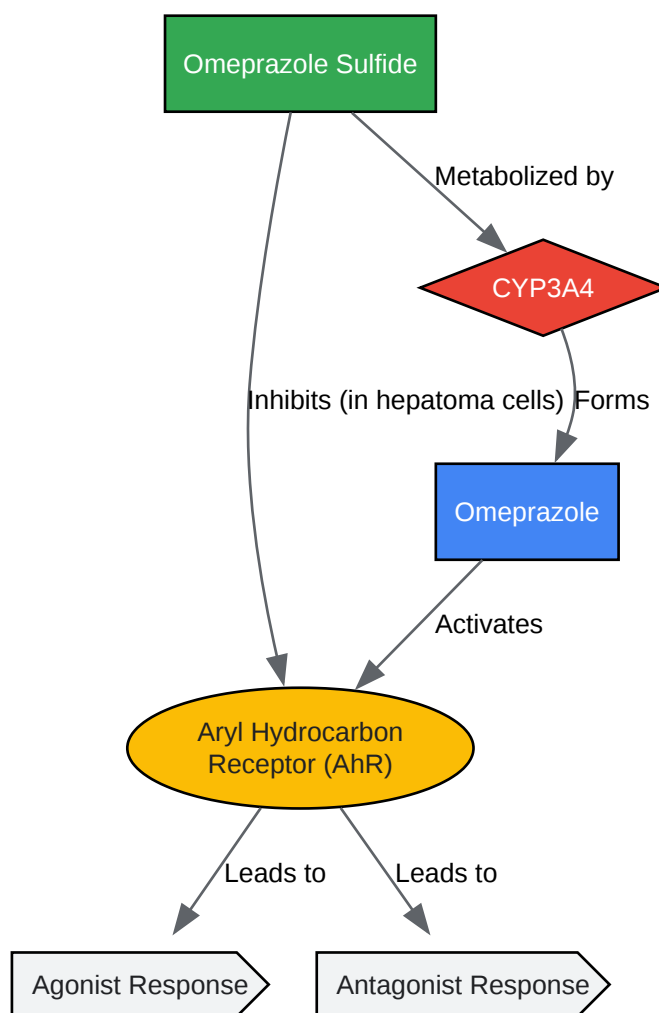 Omeprazole Sulfide
Metabolized by
CYP3A4
Inhibits (in hepatoma cells)
Forms
Omeprazole
Activates
Aryl Hydrocarbon
Receptor (AhR)
Leads to
Leads to
Agonist Response
Antagonist Response